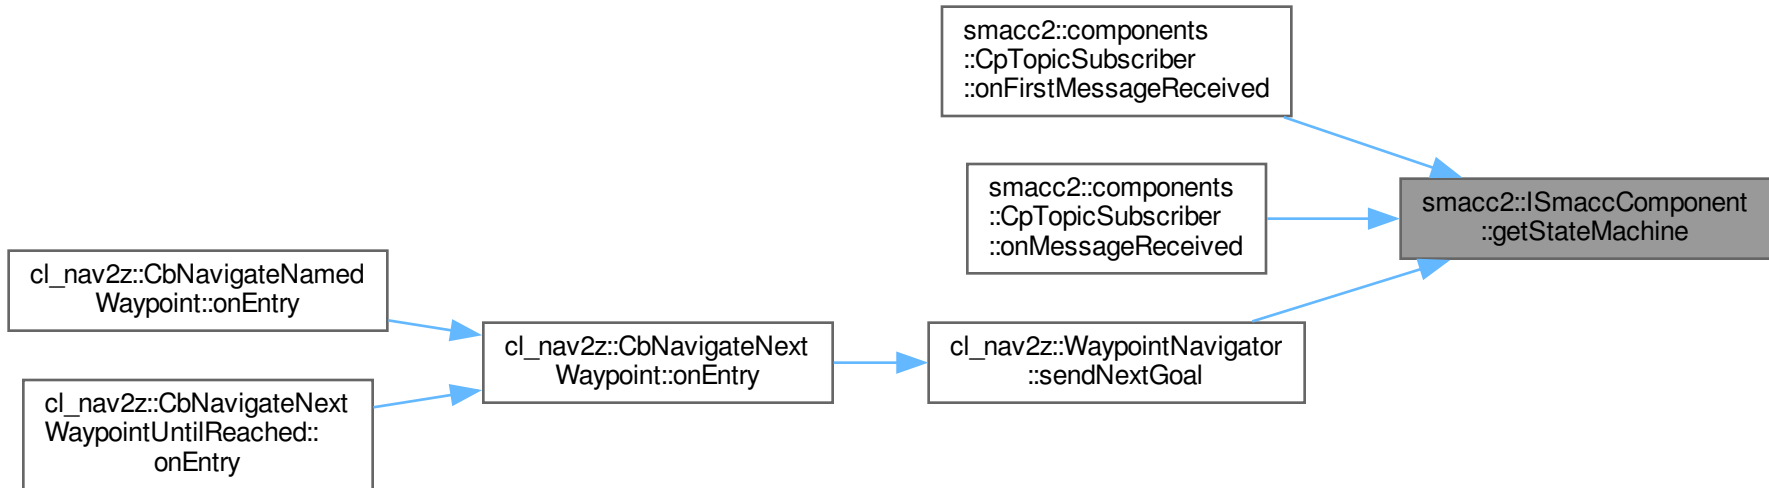 smacc2::components
::CpTopicSubscriber
::onFirstMessageReceived
smacc2::components
::CpTopicSubscriber
::onMessageReceived
smacc2::ISmaccComponent
::getStateMachine
cl_nav2z::CbNavigateNamed
Waypoint::onEntry
cl_nav2z::CbNavigateNext
Waypoint::onEntry
cl_nav2z::WaypointNavigator
::sendNextGoal
cl_nav2z::CbNavigateNext
WaypointUntilReached::
onEntry